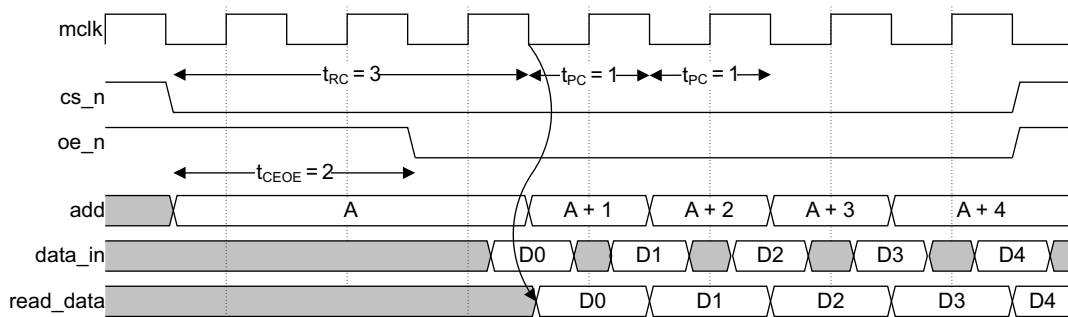 mclk
t_RC = 3 t_PC = 1 t_PC = 1
cs_n
oe_n
t_CEOE = 2
add A A + 1 A + 2 A + 3 A + 4
data_in D0 D1 D2 D3 D4
read_data D0 D1 D2 D3 D4